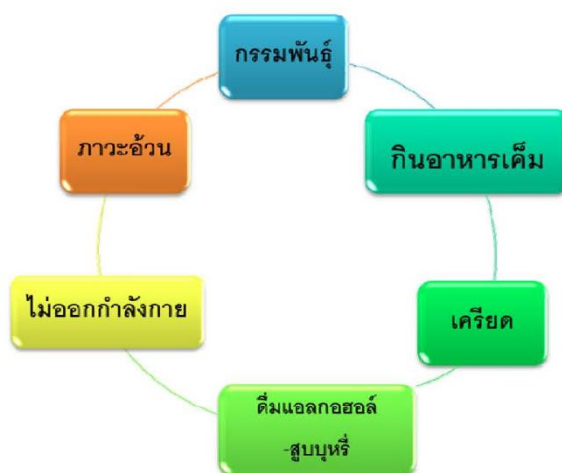 กรรมพันธุ์
กินอาหารเค็ม
เครียด
ดื่มแอลกอฮอล์
-สูบบุหรี่
ไม่ออกกำลังกาย
ภาวะอ้วน